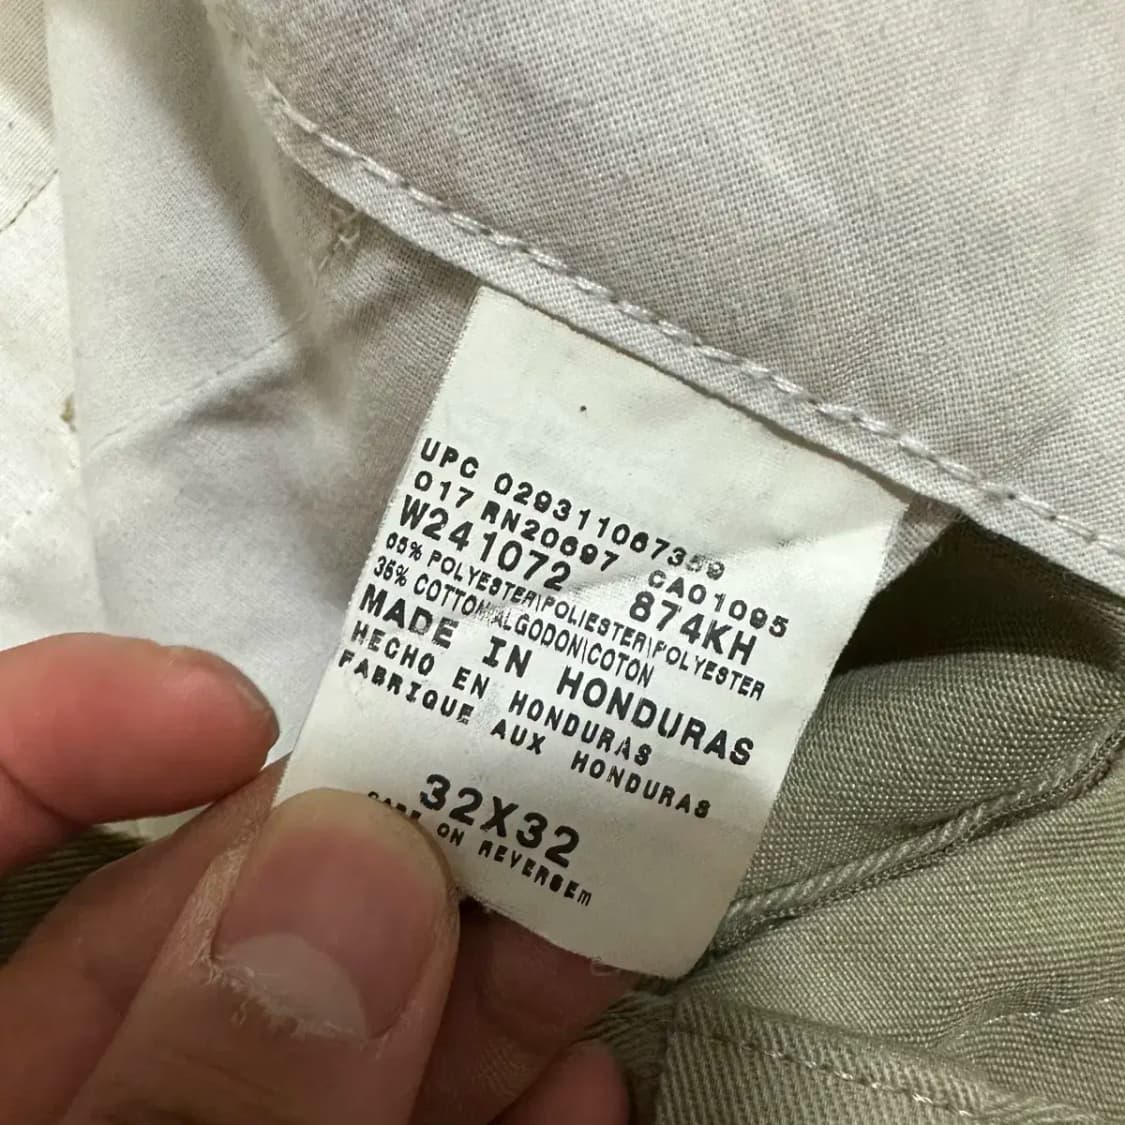 UPC 029311067359
017 RN20697 CA01095
W241072 874KH
65% POLYESTER\POLIESTER\POLYESTER
35% COTTON\ALGODON\COTON
MADE IN HONDURAS
HECHO EN HONDURAS
FABRIQUE AUX HONDURAS
32X32
CARE ON REVERSEm